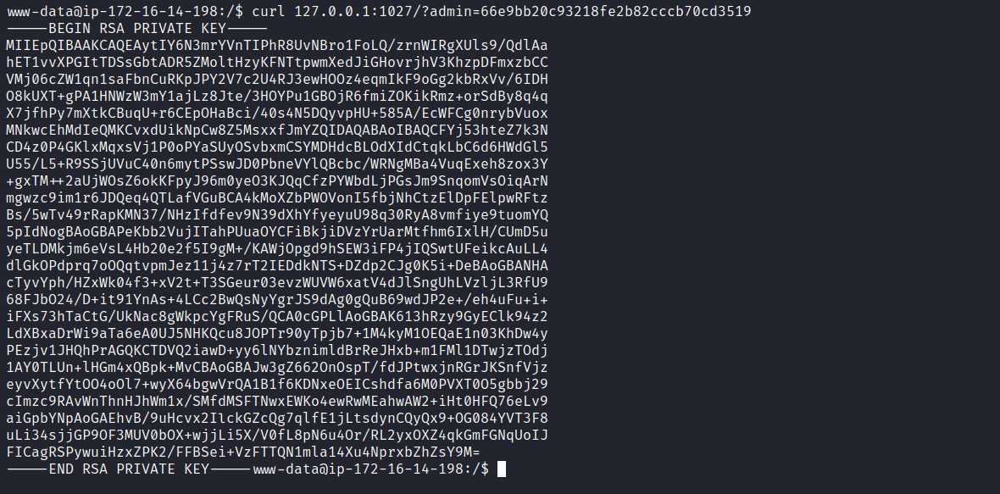 www-data@ip-172-16-14-198:/$ curl 127.0.0.1:1027/?admin=66e9bb20c93218fe2b82cccb70cd3519
-----BEGIN RSA PRIVATE KEY-----
MIIEpQIBAAKCAQEAytIY6N3mrYVnTIPhR8UvNBro1FoLQ/zrnWIRgXUls9/QdlAa
hET1vvXPGItTDSsGbtADR5ZMoltHzyKFNTtpwmXedJiGHovrjhV3KhzpDFmxzbCC
VMj06cZW1qn1saFbnCuRKpJPY2V7c2U4RJ3ewHOOz4eqmIkF9oGg2kbRxVv/6IDH
O8kUXT+gPA1HNWzW3mY1ajLz8Jte/3HOYPu1GBOjR6fmiZOKikRmz+orSdBy8q4q
X7jfhPy7mXtkCBuqU+r6CEpOHaBci/40s4N5DQyvpHU+585A/EcWFCg0nrybVuox
MNkwcEhMdIeQMKCvxdUikNpCw8Z5MsxxfJmYZQIDAQABAoIBAQCFYj53hteZ7k3N
CD4z0P4GKlxMqxsVj1P0oPYaSUyOSvbxmCSYMDHdcBLOdXIdCtqkLbC6d6HWdGl5
U55/L5+R9SSjUVuC40n6mytPSswJD0PbneVYlQBcbc/WRNgMBa4VuqExeh8zox3Y
+gxTM++2aUjWOsZ6okKFpyJ96m0yeO3KJQqCfzPYWbdLjPGsJm9SnqomVsOiqArN
mgwzc9im1r6JDQeq4QTLafVGuBCA4kMoXZbPWOVonI5fbjNhCtzElDpFElpwRFtz
Bs/5wTv49rRapKMN37/NHzIfdfev9N39dXhYfyeyuU98q30RyA8vmfiye9tuomYQ
5pIdNogBAoGBAPeKbb2VujITahPUuaOYCFiBkjiDVzYrUarMtfhm6IxlH/CUmD5u
yeTLDMkjm6eVsL4Hb20e2f5I9gM+/KAWjOpgd9hSEW3iFP4jIQSwtUFeikcAuLL4
dlGkOPdprq7oOQqtvpmJez11j4z7rT2IEDdkNTS+DZdp2CJg0K5i+DeBAoGBANHA
cTyvYph/HZxWk04f3+xV2t+T3SGeur03evzWUVW6xatV4dJlSngUhLVzljL3RfU9
68FJbO24/D+it91YnAs+4LCc2BwQsNyYgrJS9dAg0gQuB69wdJP2e+/eh4uFu+i+
iFXs73hTaCtG/UkNac8gWkpcYgFRuS/QCA0cGPLlAoGBAK613hRzy9GyEClk94z2
LdXBxaDrWi9aTa6eA0UJ5NHKQcu8JOPTr90yTpjb7+1M4kyM1OEQaE1n03KhDw4y
PEzjv1JHQhPrAGQKCTDVQ2iawD+yy6lNYbznimldBrReJHxb+m1FMl1DTwjzTOdj
1AY0TLUn+lHGm4xQBpk+MvCBAoGBAJw3gZ662OnOspT/fdJPtwxjnRGrJKSnfVjz
eyvXytfYtOO4oOl7+wyX64bgwVrQA1B1f6KDNxeOEICshdfa6M0PVXT0O5gbbj29
cImzc9RAvWnThnHJhWm1x/SMfdMSFTNwxEWKo4ewRwMEahwAW2+iHt0HFQ76eLv9
aiGpbYNpAoGAEhvB/9uHcvx2IlckGZcQg7qlfE1jLtsdynCQyQx9+OG084YVT3F8
uLi34sjjGP9OF3MUV0bOX+wjjLi5X/V0fL8pN6u4Or/RL2yxOXZ4qkGmFGNqUoIJ
FICagRSPywuiHzxZPK2/FFBSei+VzFTTQN1mla14Xu4NprxbZhZsY9M=
-----END RSA PRIVATE KEY-----www-data@ip-172-16-14-198:/$